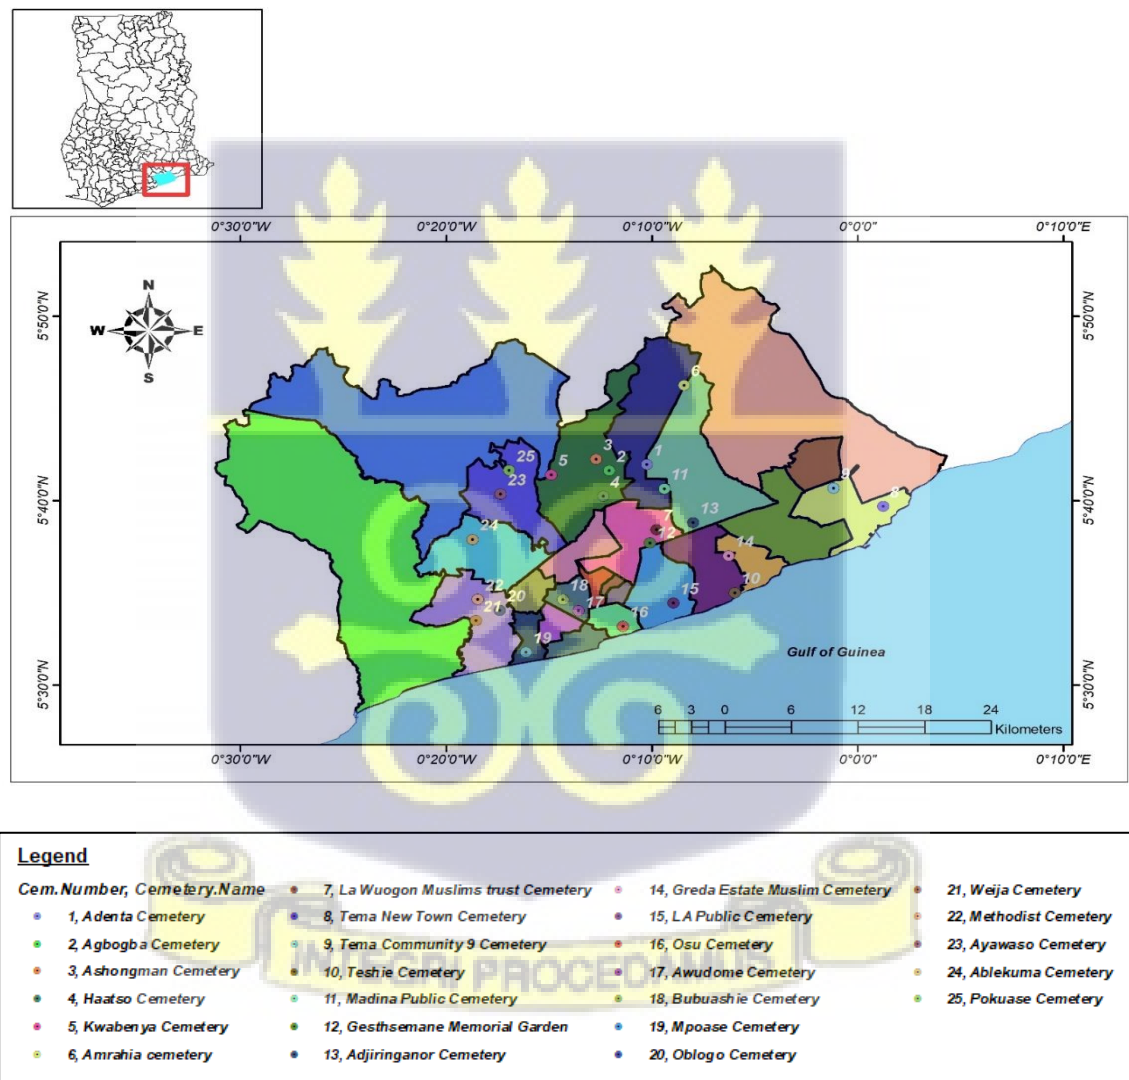 0°30'0"W 0°20'0"W 0°10'0"W 0°0'0" 0°10'0"E
N
W E
S
5°50'0"N 5°50'0"N
6
3 1
25 5 2
23 4 11
5°40'0"N 5°40'0"N
9 8
24 7 13
12 14
10
22 18 15
21 20 17 16
19
Gulf of Guinea
5°30'0"N 5°30'0"N
6 3 0 6 12 18 24
Kilometers
0°30'0"W 0°20'0"W 0°10'0"W 0°0'0" 0°10'0"E
Legend
Cem.Number, Cemetery.Name
1, Adenta Cemetery
2, Agbogba Cemetery
3, Ashongman Cemetery
4, Haatso Cemetery
5, Kwabenya Cemetery
6, Amrahia cemetery
7, La Wuogon Muslims trust Cemetery
8, Tema New Town Cemetery
9, Tema Community 9 Cemetery
10, Teshie Cemetery
11, Madina Public Cemetery
12, Gesthsemane Memorial Garden
13, Adjiringanor Cemetery
14, Greda Estate Muslim Cemetery
15, LA Public Cemetery
16, Osu Cemetery
17, Awudome Cemetery
18, Bubuashie Cemetery
19, Mpoase Cemetery
20, Oblogo Cemetery
21, Weija Cemetery
22, Methodist Cemetery
23, Ayawaso Cemetery
24, Ablekuma Cemetery
25, Pokuase Cemetery
INTEGRI PROCEDAMUS